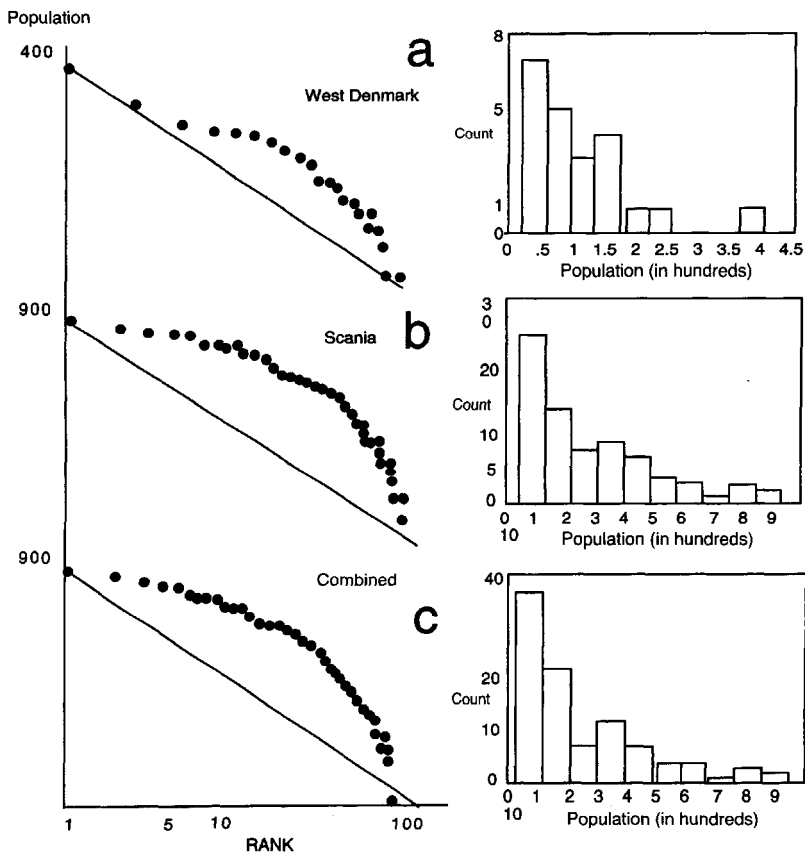 Population
400
a
West Denmark
8
5
Count
1
0
0 .5 1 1.5 2 2.5 3 3.5 4 4.5
Population (in hundreds)
900
Scania
b
3
0
20
Count
10
5
0
0 1 2 3 4 5 6 7 8 9
10
Population (in hundreds)
900
Combined
c
1 5 10 100
RANK
40
20
Count
10
0
0 1 2 3 4 5 6 7 8 9
10
Population (in hundreds)